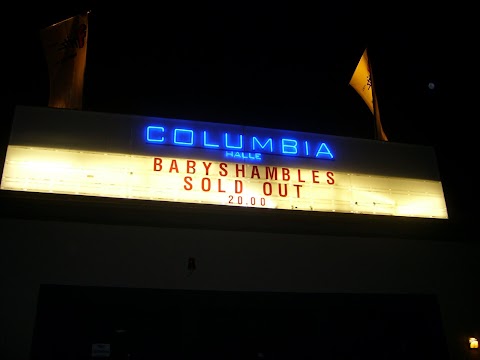 COLUMBIA
HALLE
BABYSHAMBLES
SOLD OUT
20.00